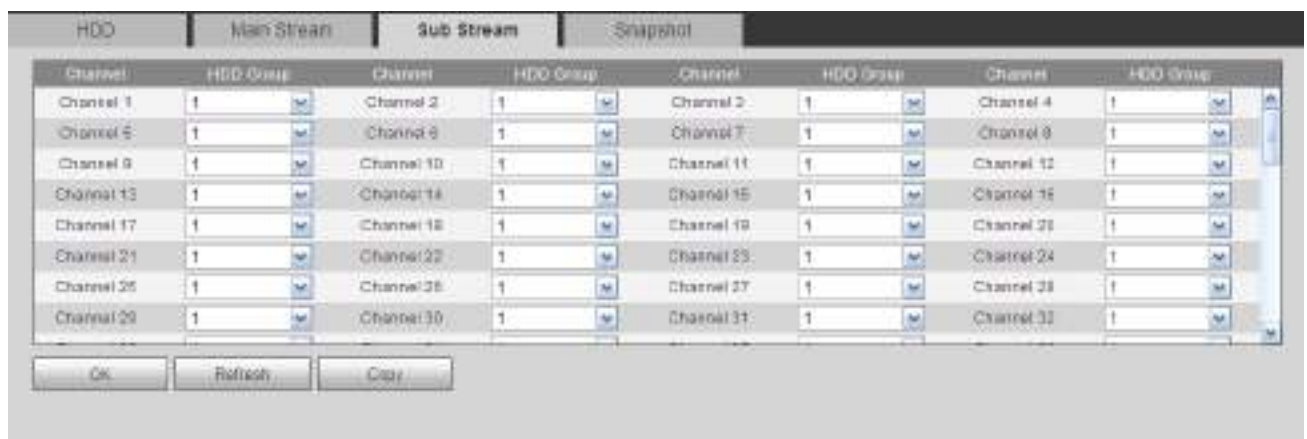 HDD Main Stream Sub Stream Snapshot
Channel HDD Group Channel HDD Group Channel HDD Group Channel HDD Group
Channel 1 1 Channel 2 1 Channel 3 1 Channel 4 1
Channel 5 1 Channel 6 1 Channel 7 1 Channel 8 1
Channel 9 1 Channel 10 1 Channel 11 1 Channel 12 1
Channel 13 1 Channel 14 1 Channel 15 1 Channel 16 1
Channel 17 1 Channel 18 1 Channel 19 1 Channel 20 1
Channel 21 1 Channel 22 1 Channel 23 1 Channel 24 1
Channel 25 1 Channel 26 1 Channel 27 1 Channel 28 1
Channel 29 1 Channel 30 1 Channel 31 1 Channel 32 1
OK Refresh Copy